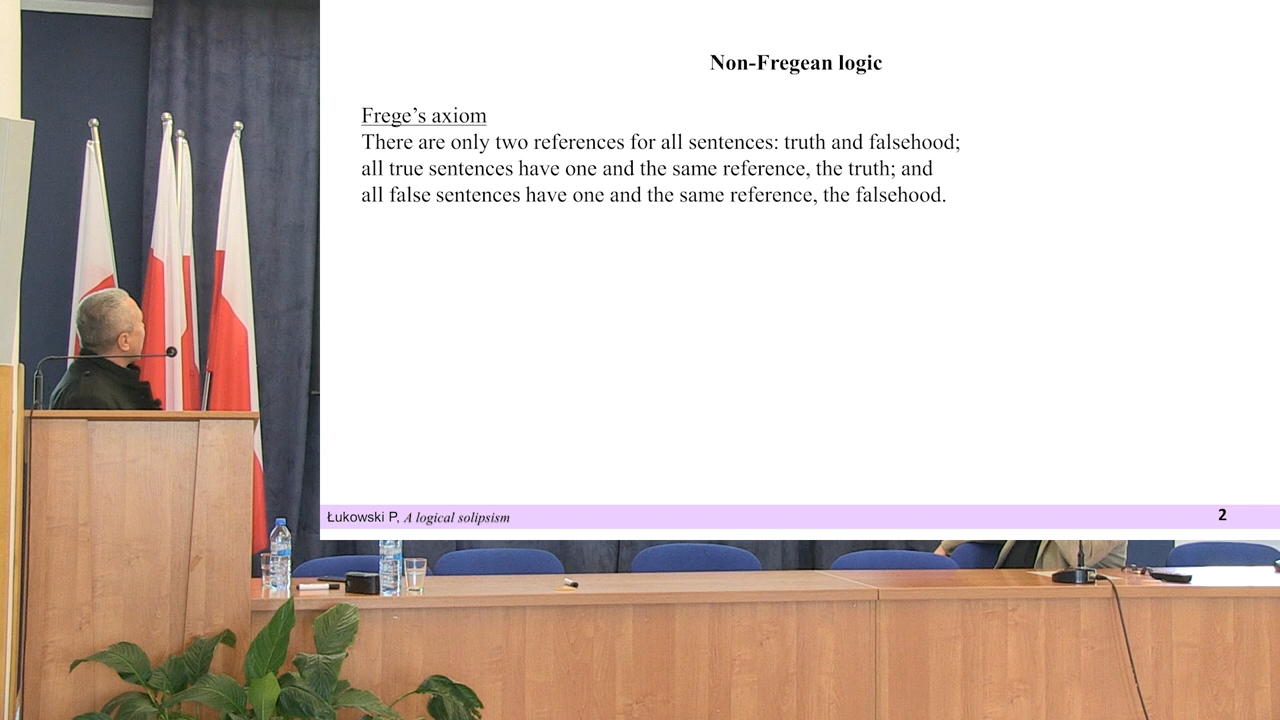 Non-Fregean logic
Frege’s axiom
There are only two references for all sentences: truth and falsehood;
all true sentences have one and the same reference, the truth; and
all false sentences have one and the same reference, the falsehood.
Łukowski P, A logical solipsism
2